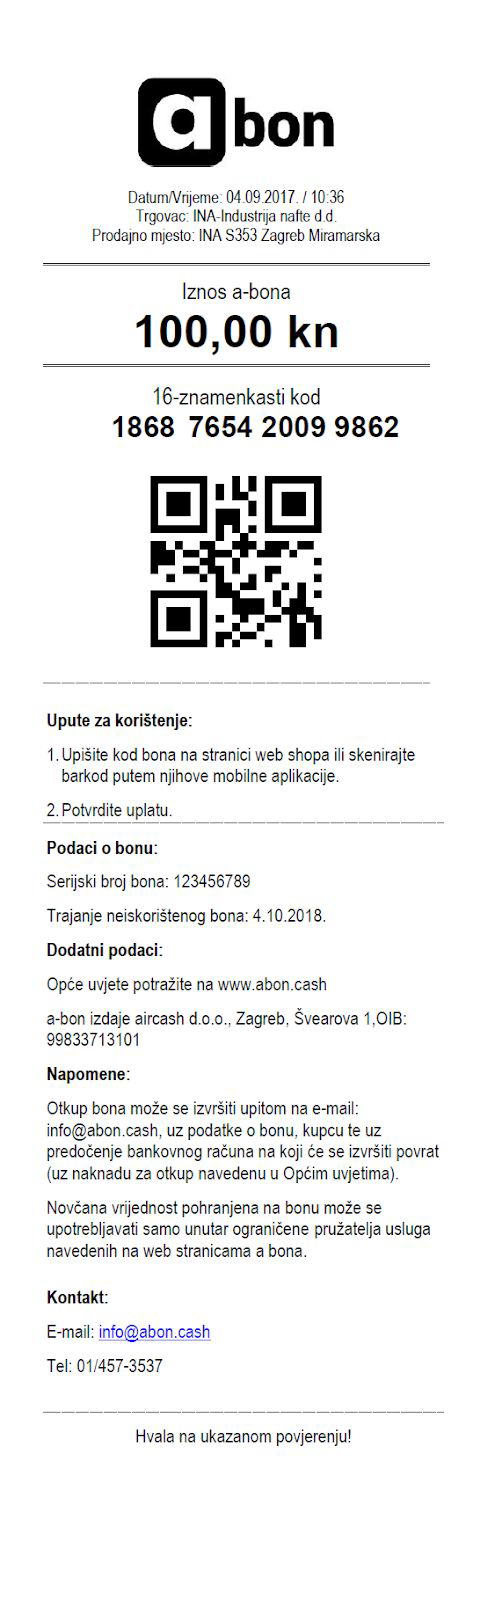 abon
Datum/Vrijeme: 04.09.2017. / 10:36
Trgovac: INA-Industrija nafte d.d.
Prodajno mjesto: INA S353 Zagreb Miramarska
Iznos a-bona
100,00 kn
16-znamenkasti kod
1868 7654 2009 9862
Upute za korištenje:
1. Upišite kod bona na stranici web shopa ili skenirajte
barkod putem njihove mobilne aplikacije.
2. Potvrdite uplatu.
Podaci o bonu:
Serijski broj bona: 123456789
Trajanje neiskorištenog bona: 4.10.2018.
Dodatni podaci:
Opće uvjete potražite na www.abon.cash
a-bon izdaje aircash d.o.o., Zagreb, Švearova 1,OIB:
99833713101
Napomene:
Otkup bona može se izvršiti upitom na e-mail:
info@abon.cash, uz podatke o bonu, kupcu te uz
predočenje bankovnog računa na koji će se izvršiti povrat
(uz naknadu za otkup navedenu u Općim uvjetima).
Novčana vrijednost pohranjena na bonu može se
upotrebljavati samo unutar ograničene pružatelja usluga
navedenih na web stranicama a bona.
Kontakt:
E-mail: info@abon.cash
Tel: 01/457-3537
Hvala na ukazanom povjerenju!